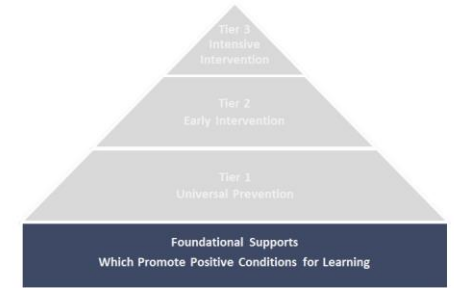 Tier 3
Intensive
Intervention
Tier 2
Early Intervention
Tier 1
Universal Prevention
Foundational Supports
Which Promote Positive Conditions for Learning